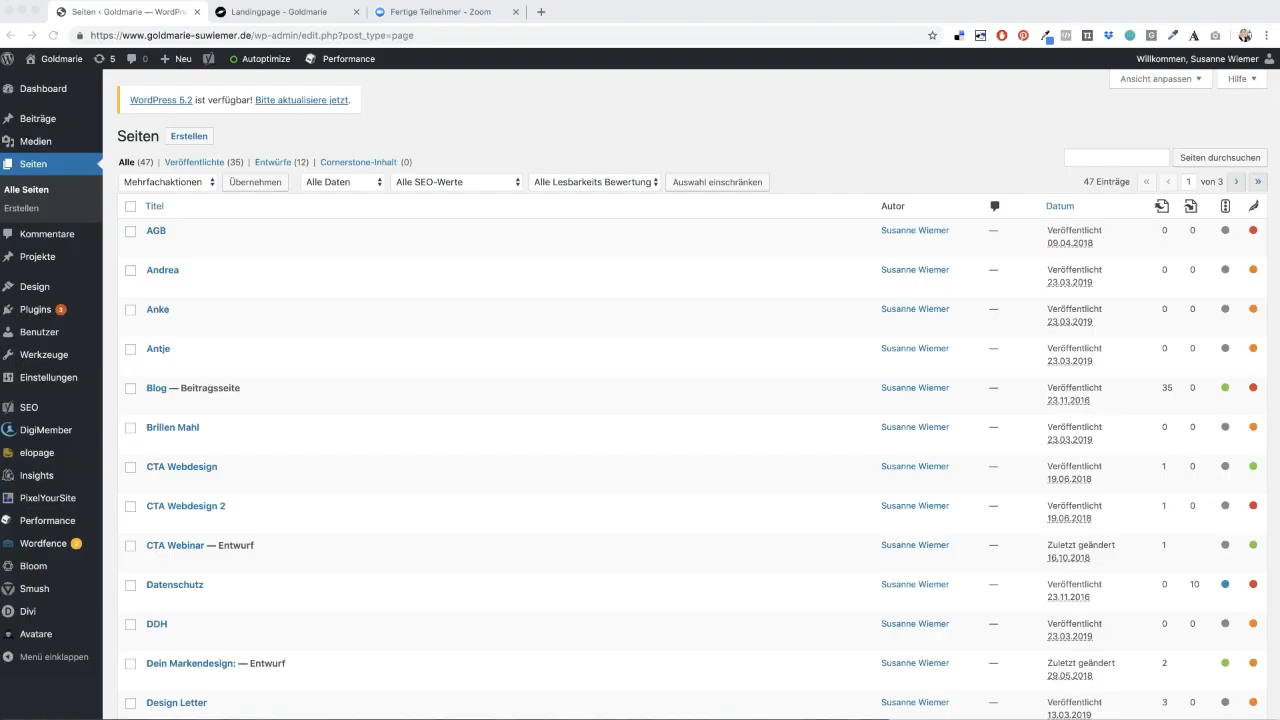 Seiten ‹ Goldmarie — WordPr
Landingpage - Goldmarie
Fertige Teilnehmer - Zoom
https://www.goldmarie-suwiemer.de/wp-admin/edit.php?post_type=page
Goldmarie 5 0 Neu Autoptimize Performance Willkommen, Susanne Wiemer
Ansicht anpassen Hilfe
Dashboard
Beiträge
Medien
Seiten
Alle Seiten
Erstellen
Kommentare
Projekte
Design
Plugins 3
Benutzer
Werkzeuge
Einstellungen
SEO
DigiMember
elopage
Insights
PixelYourSite
Performance
Wordfence 2
Bloom
Smush
Divi
Avatare
Menü einklappen
WordPress 5.2 ist verfügbar! Bitte aktualisiere jetzt.
Seiten Erstellen
Alle (47) | Veröffentlichte (35) | Entwürfe (12) | Cornerstone-Inhalt (0)
Seiten durchsuchen
Mehrfachaktionen Übernehmen Alle Daten Alle SEO-Werte Alle Lesbarkeits Bewertung Auswahl einschränken 47 Einträge « ‹ 1 von 3 › »
Titel Autor Datum
AGB Susanne Wiemer — Veröffentlicht 0 0
09.04.2018
Andrea Susanne Wiemer — Veröffentlicht 0 0
23.03.2019
Anke Susanne Wiemer — Veröffentlicht 0 0
23.03.2019
Antje Susanne Wiemer — Veröffentlicht 0 0
23.03.2019
Blog — Beitragsseite Susanne Wiemer — Veröffentlicht 35 0
23.11.2016
Brillen Mahl Susanne Wiemer — Veröffentlicht 0 0
23.03.2019
CTA Webdesign Susanne Wiemer — Veröffentlicht 1 0
19.06.2018
CTA Webdesign 2 Susanne Wiemer — Veröffentlicht 1 0
19.06.2018
CTA Webinar — Entwurf Susanne Wiemer — Zuletzt geändert 1
16.10.2018
Datenschutz Susanne Wiemer — Veröffentlicht 0 10
23.11.2016
DDH Susanne Wiemer — Veröffentlicht 0 0
23.03.2019
Dein Markendesign: — Entwurf Susanne Wiemer — Zuletzt geändert 2
29.05.2018
Design Letter Susanne Wiemer — Veröffentlicht 3 0
13.03.2019